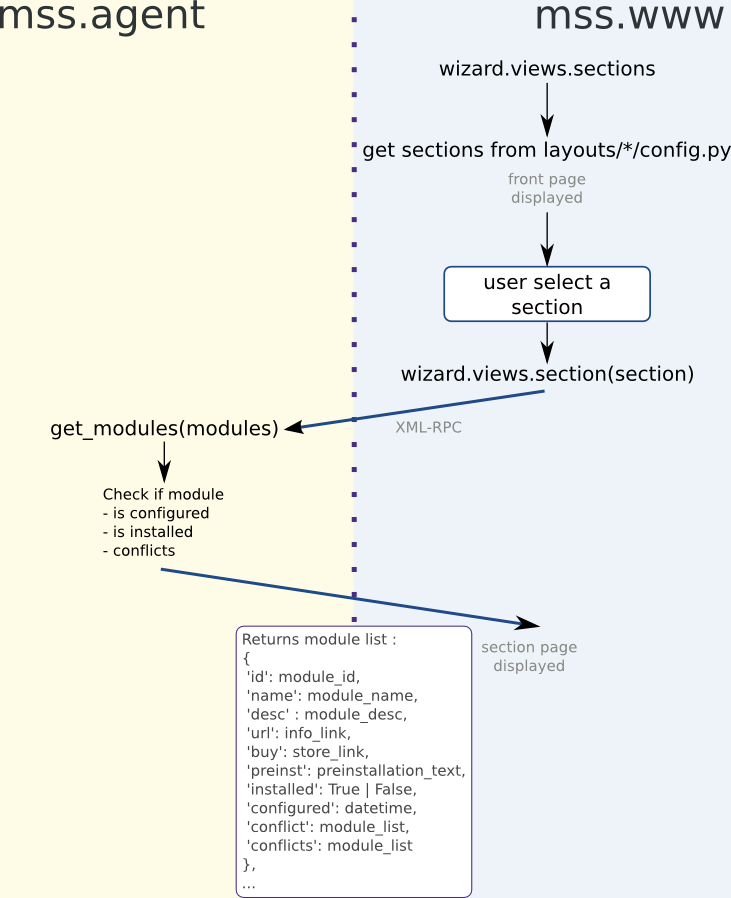 mss.agent
mss.www
wizard.views.sections
get sections from layouts/*/config.py
front page
displayed
user select a
section
wizard.views.section(section)
XML-RPC
get_modules(modules)
Check if module
- is configured
- is installed
- conflicts
section page
displayed
Returns module list :
{
'id': module_id,
'name': module_name,
'desc' : module_desc,
'url': info_link,
'buy': store_link,
'preinst': preinstallation_text,
'installed': True | False,
'configured': datetime,
'conflict': module_list,
'conflicts': module_list
},
...